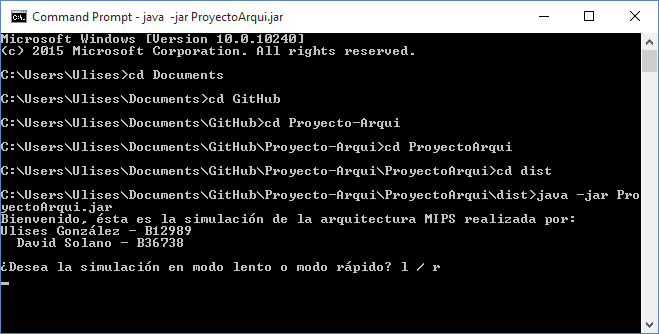 Command Prompt - java  -jar ProyectoArqui.jar
Microsoft Windows [Version 10.0.10240]
(c) 2015 Microsoft Corporation. All rights reserved.
C:\Users\Ulises>cd Documents
C:\Users\Ulises\Documents>cd GitHub
C:\Users\Ulises\Documents\GitHub>cd Proyecto-Arqui
C:\Users\Ulises\Documents\GitHub\Proyecto-Arqui>cd ProyectoArqui
C:\Users\Ulises\Documents\GitHub\Proyecto-Arqui\ProyectoArqui>cd dist
C:\Users\Ulises\Documents\GitHub\Proyecto-Arqui\ProyectoArqui\dist>java -jar Pro
yectoArqui.jar
Bienvenido, ésta es la simulación de la arquitectura MIPS realizada por:
Ulises González - B12989
  David Solano - B36738
¿Desea la simulación en modo lento o modo rápido? l / r